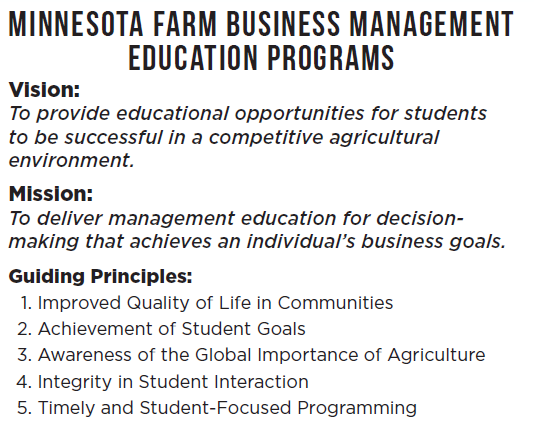 MINNESOTA FARM BUSINESS MANAGEMENT
EDUCATION PROGRAMS
Vision:
To provide educational opportunities for students
to be successful in a competitive agricultural
environment.
Mission:
To deliver management education for decision-
making that achieves an individual’s business goals.
Guiding Principles:
1. Improved Quality of Life in Communities
2. Achievement of Student Goals
3. Awareness of the Global Importance of Agriculture
4. Integrity in Student Interaction
5. Timely and Student-Focused Programming